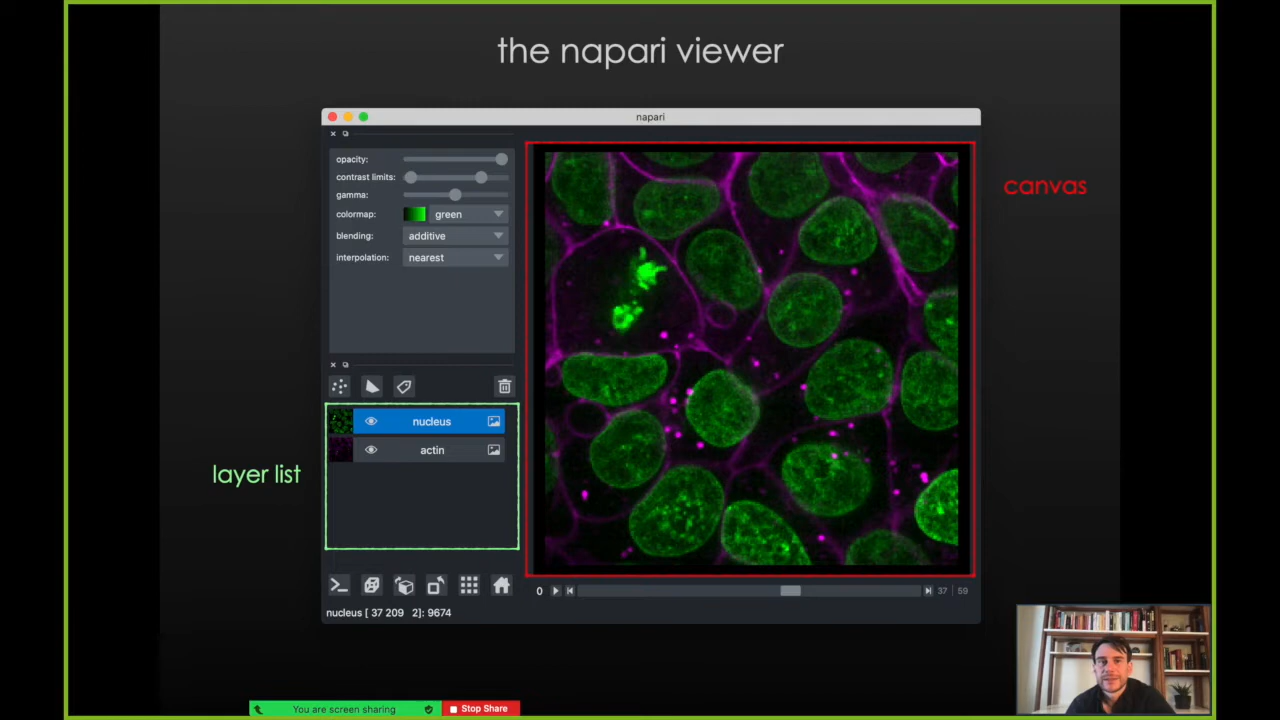 the napari viewer
napari
opacity:
contrast limits:
gamma:
colormap: green
blending: additive
interpolation: nearest
canvas
nucleus
actin
layer list
0
37 | 59
nucleus [ 37 209 2]: 9674
You are screen sharing
Stop Share